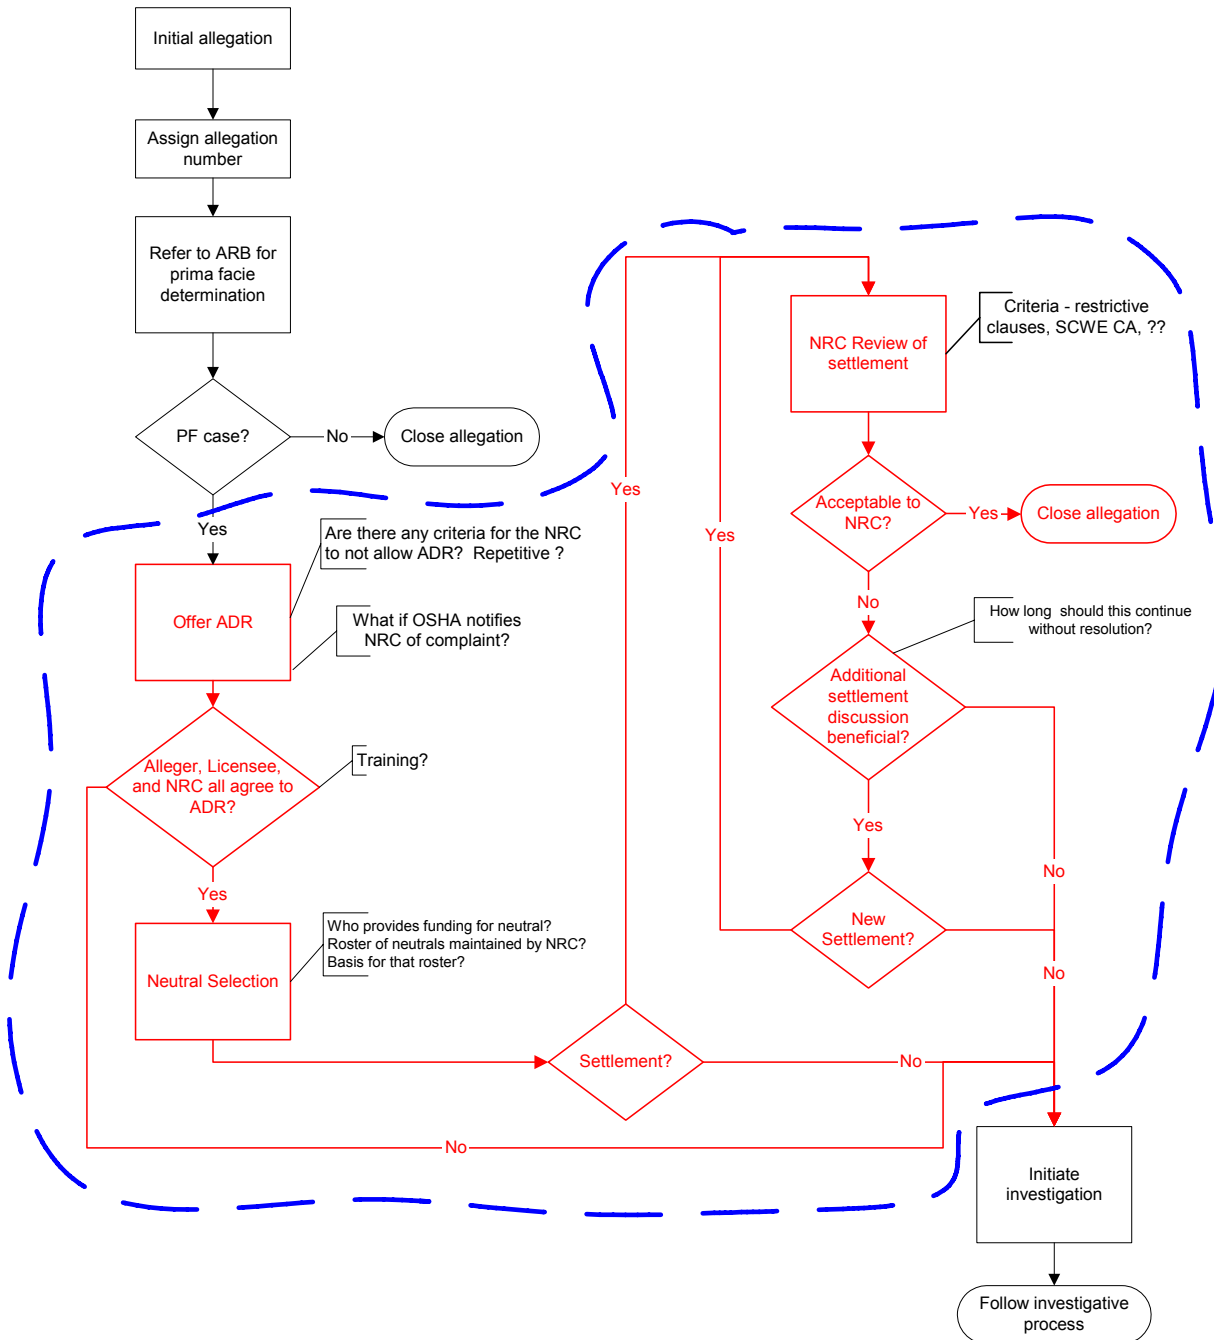 Initial allegation
Assign allegation
number
Refer to ARB for
prima facie
determination
PF case?
No
Close allegation
Yes
Are there any criteria for the NRC
to not allow ADR?  Repetitive ?
Offer ADR
What if OSHA notifies
NRC of complaint?
Alleger, Licensee,
and NRC all agree to
ADR?
Training?
Yes
Neutral Selection
Who provides funding for neutral?
Roster of neutrals maintained by NRC?
Basis for that roster?
Settlement?
Yes
No
No
NRC Review of
settlement
Criteria - restrictive
clauses, SCWE CA, ??
Acceptable to
NRC?
Yes
Close allegation
No
How long  should this continue
without resolution?
Additional
settlement
discussion
beneficial?
Yes
No
New
Settlement?
Yes
No
Initiate
investigation
Follow investigative
process